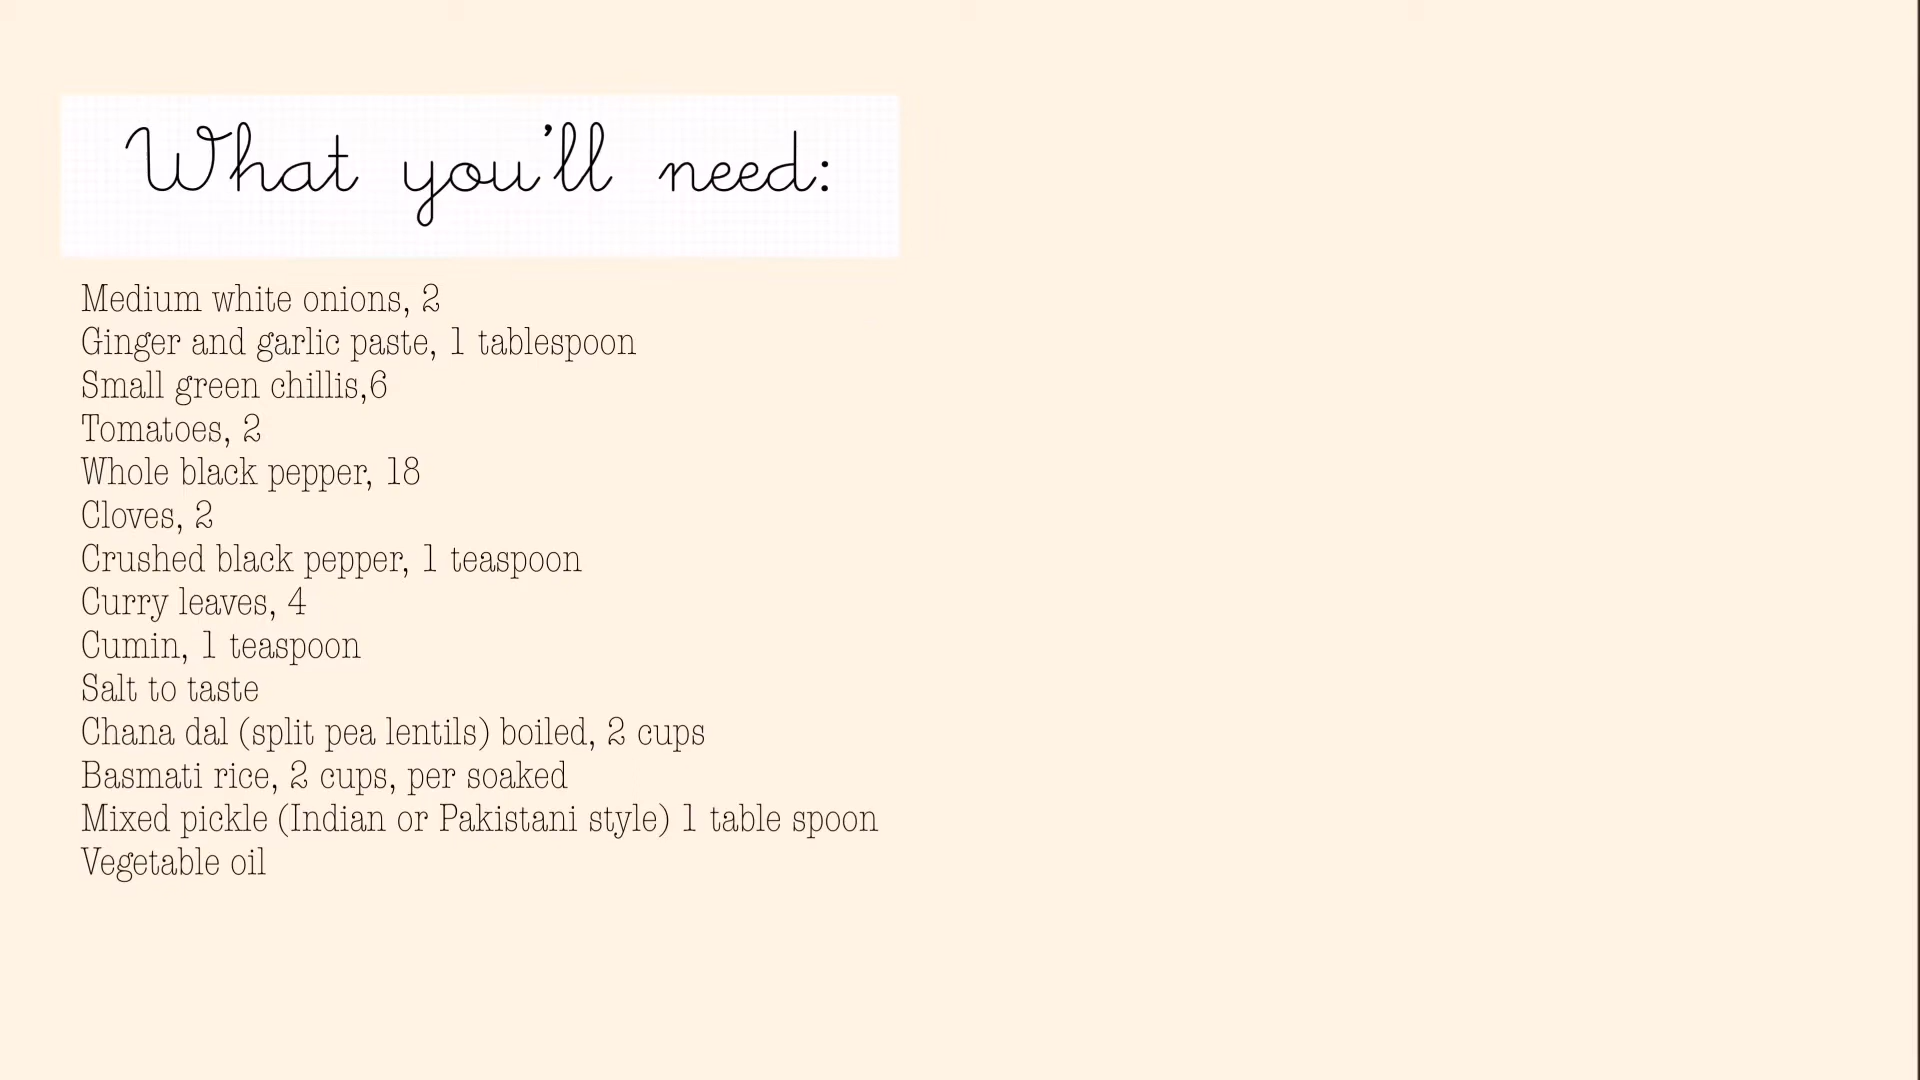 What you'll need:
Medium white onions, 2
Ginger and garlic paste, 1 tablespoon
Small green chillis,6
Tomatoes, 2
Whole black pepper, 18
Cloves, 2
Crushed black pepper, 1 teaspoon
Curry leaves, 4
Cumin, 1 teaspoon
Salt to taste
Chana dal (split pea lentils) boiled, 2 cups
Basmati rice, 2 cups, per soaked
Mixed pickle (Indian or Pakistani style) 1 table spoon
Vegetable oil